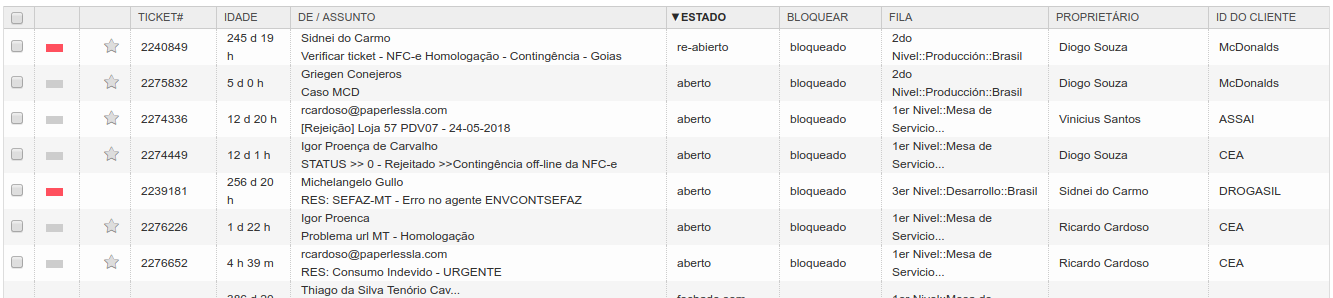 TICKET# IDADE DE / ASSUNTO ▼ESTADO BLOQUEAR FILA PROPRIETÁRIO ID DO CLIENTE
2240849 245 d 19 h Sidnei do Carmo
Verificar ticket - NFC-e Homologação - Contingência - Goias re-abierto bloqueado 2do Nivel::Producción::Brasil Diogo Souza McDonalds
2275832 5 d 0 h Griegen Conejeros
Caso MCD aberto bloqueado 2do Nivel::Producción::Brasil Diogo Souza McDonalds
2274336 12 d 20 h rcardoso@paperlessla.com
[Rejeição] Loja 57 PDV07 - 24-05-2018 aberto bloqueado 1er Nivel::Mesa de Servicio... Vinicius Santos ASSAI
2274449 12 d 1 h Igor Proença de Carvalho
STATUS >> 0 - Rejeitado >>Contingência off-line da NFC-e aberto bloqueado 1er Nivel::Mesa de Servicio... Diogo Souza CEA
2239181 256 d 20 h Michelangelo Gullo
RES: SEFAZ-MT - Erro no agente ENVCONTSEFAZ aberto bloqueado 3er Nivel::Desarrollo::Brasil Sidnei do Carmo DROGASIL
2276226 1 d 22 h Igor Proenca
Problema url MT - Homologação aberto bloqueado 1er Nivel::Mesa de Servicio... Ricardo Cardoso CEA
2276652 4 h 39 m rcardoso@paperlessla.com
RES: Consumo Indevido - URGENTE aberto bloqueado 1er Nivel::Mesa de Servicio... Ricardo Cardoso CEA
Thiago da Silva Tenório Cav...